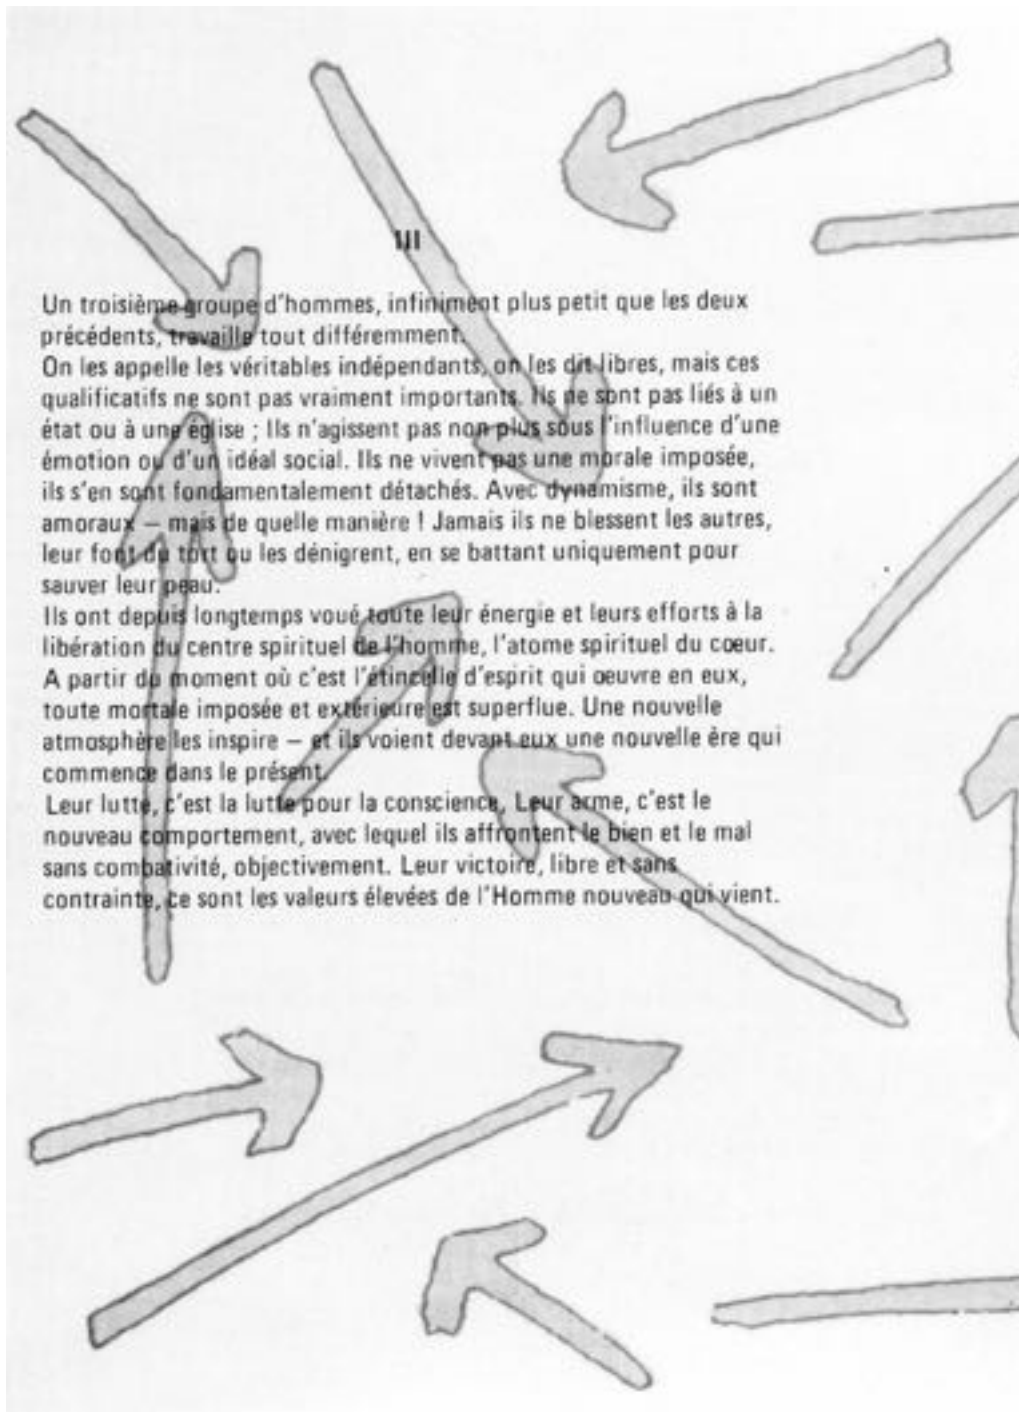 III
Un troisième groupe d'hommes, infiniment plus petit que les deux
précédents, travaille tout différemment.
On les appelle les véritables indépendants, on les dit libres, mais ces
qualificatifs ne sont pas vraiment importants. Ils ne sont pas liés à un
état ou à une église ; Ils n'agissent pas non plus sous l'influence d'une
émotion ou d'un idéal social. Ils ne vivent pas une morale imposée,
ils s'en sont fondamentalement détachés. Avec dynamisme, ils sont
amoraux – mais de quelle manière ! Jamais ils ne blessent les autres,
leur font du tort ou les dénigrent, en se battant uniquement pour
sauver leur peau.
Ils ont depuis longtemps voué toute leur énergie et leurs efforts à la
libération du centre spirituel de l'homme, l'atome spirituel du coeur.
A partir du moment où c'est l'étincelle d'esprit qui oeuvre en eux,
toute mortale imposée et extérieure est superflue. Une nouvelle
atmosphère les inspire – et ils voient devant eux une nouvelle ère qui
commence dans le présent.
Leur lutte, c'est la lutte pour la conscience, Leur arme, c'est le
nouveau comportement, avec lequel ils affrontent le bien et le mal
sans combativité, objectivement. Leur victoire, libre et sans
contrainte, ce sont les valeurs élevées de l'Homme nouveau qui vient.